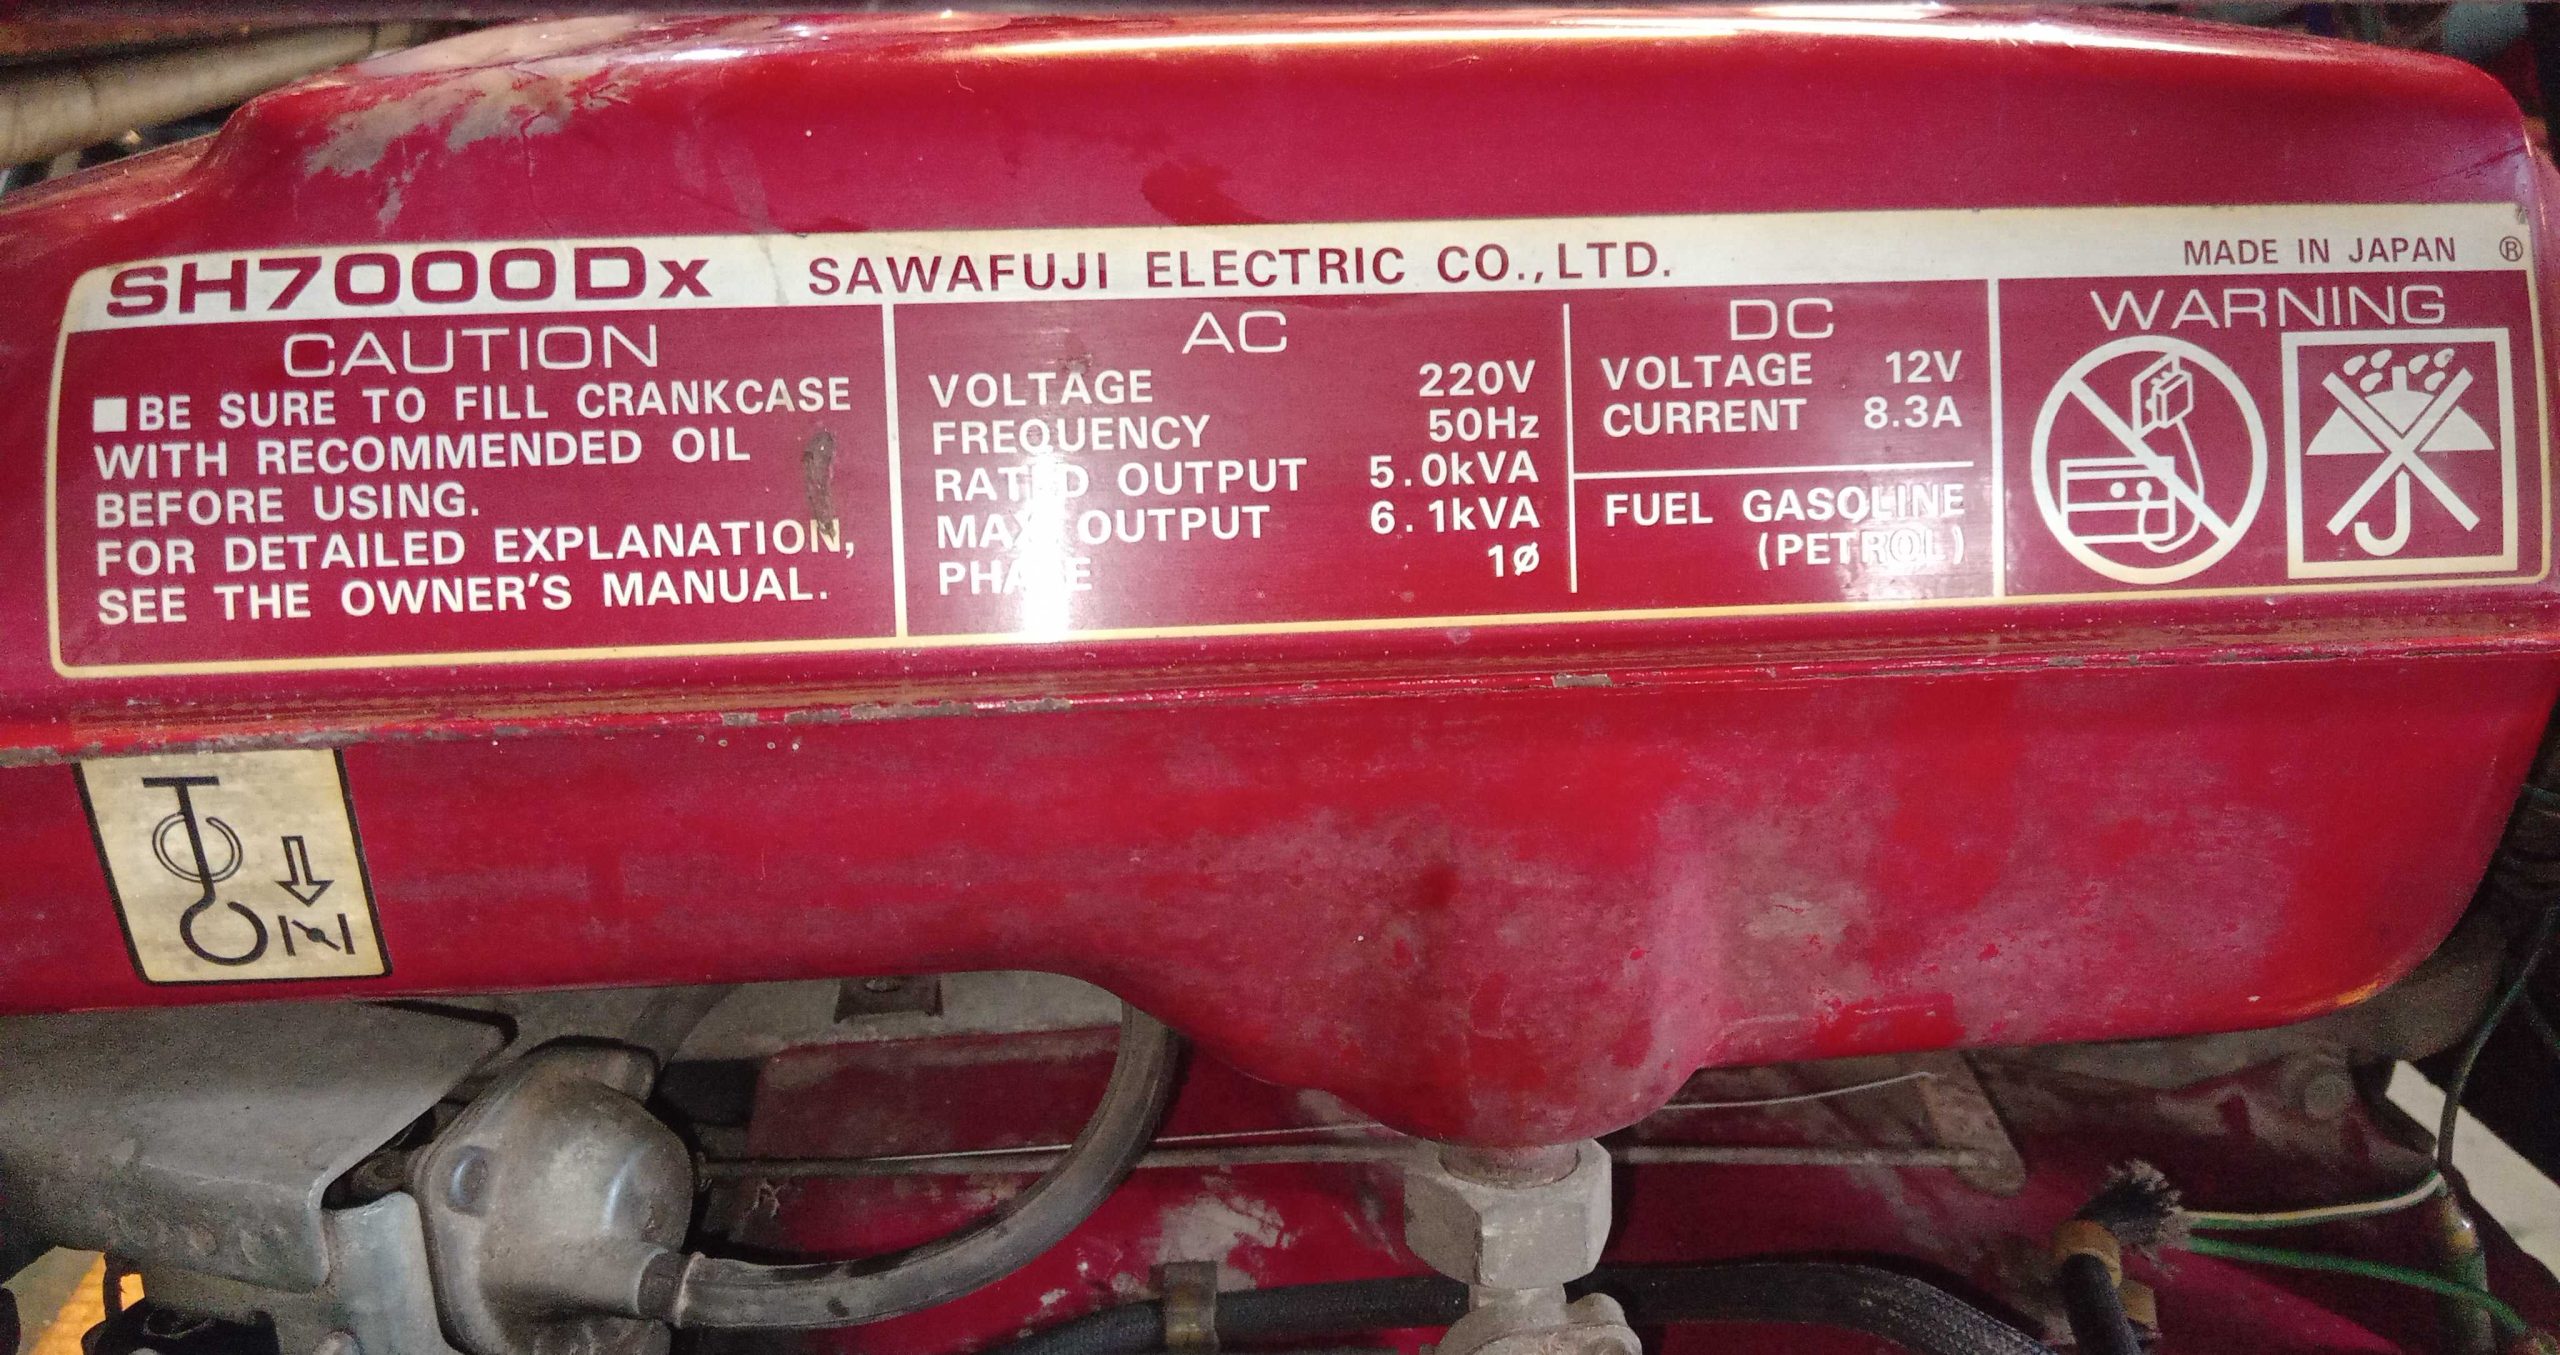 SH7000Dx SAWAFUJI ELECTRIC CO.,LTD. MADE IN JAPAN ®
CAUTION
■BE SURE TO FILL CRANKCASE
WITH RECOMMENDED OIL
BEFORE USING.
FOR DETAILED EXPLANATION,
SEE THE OWNER'S MANUAL.
AC
VOLTAGE 220V
FREQUENCY 50Hz
RATED OUTPUT 5.0kVA
MAX OUTPUT 6.1kVA
PHASE 1ø
DC
VOLTAGE 12V
CURRENT 8.3A
FUEL GASOLINE
(PETROL)
WARNING